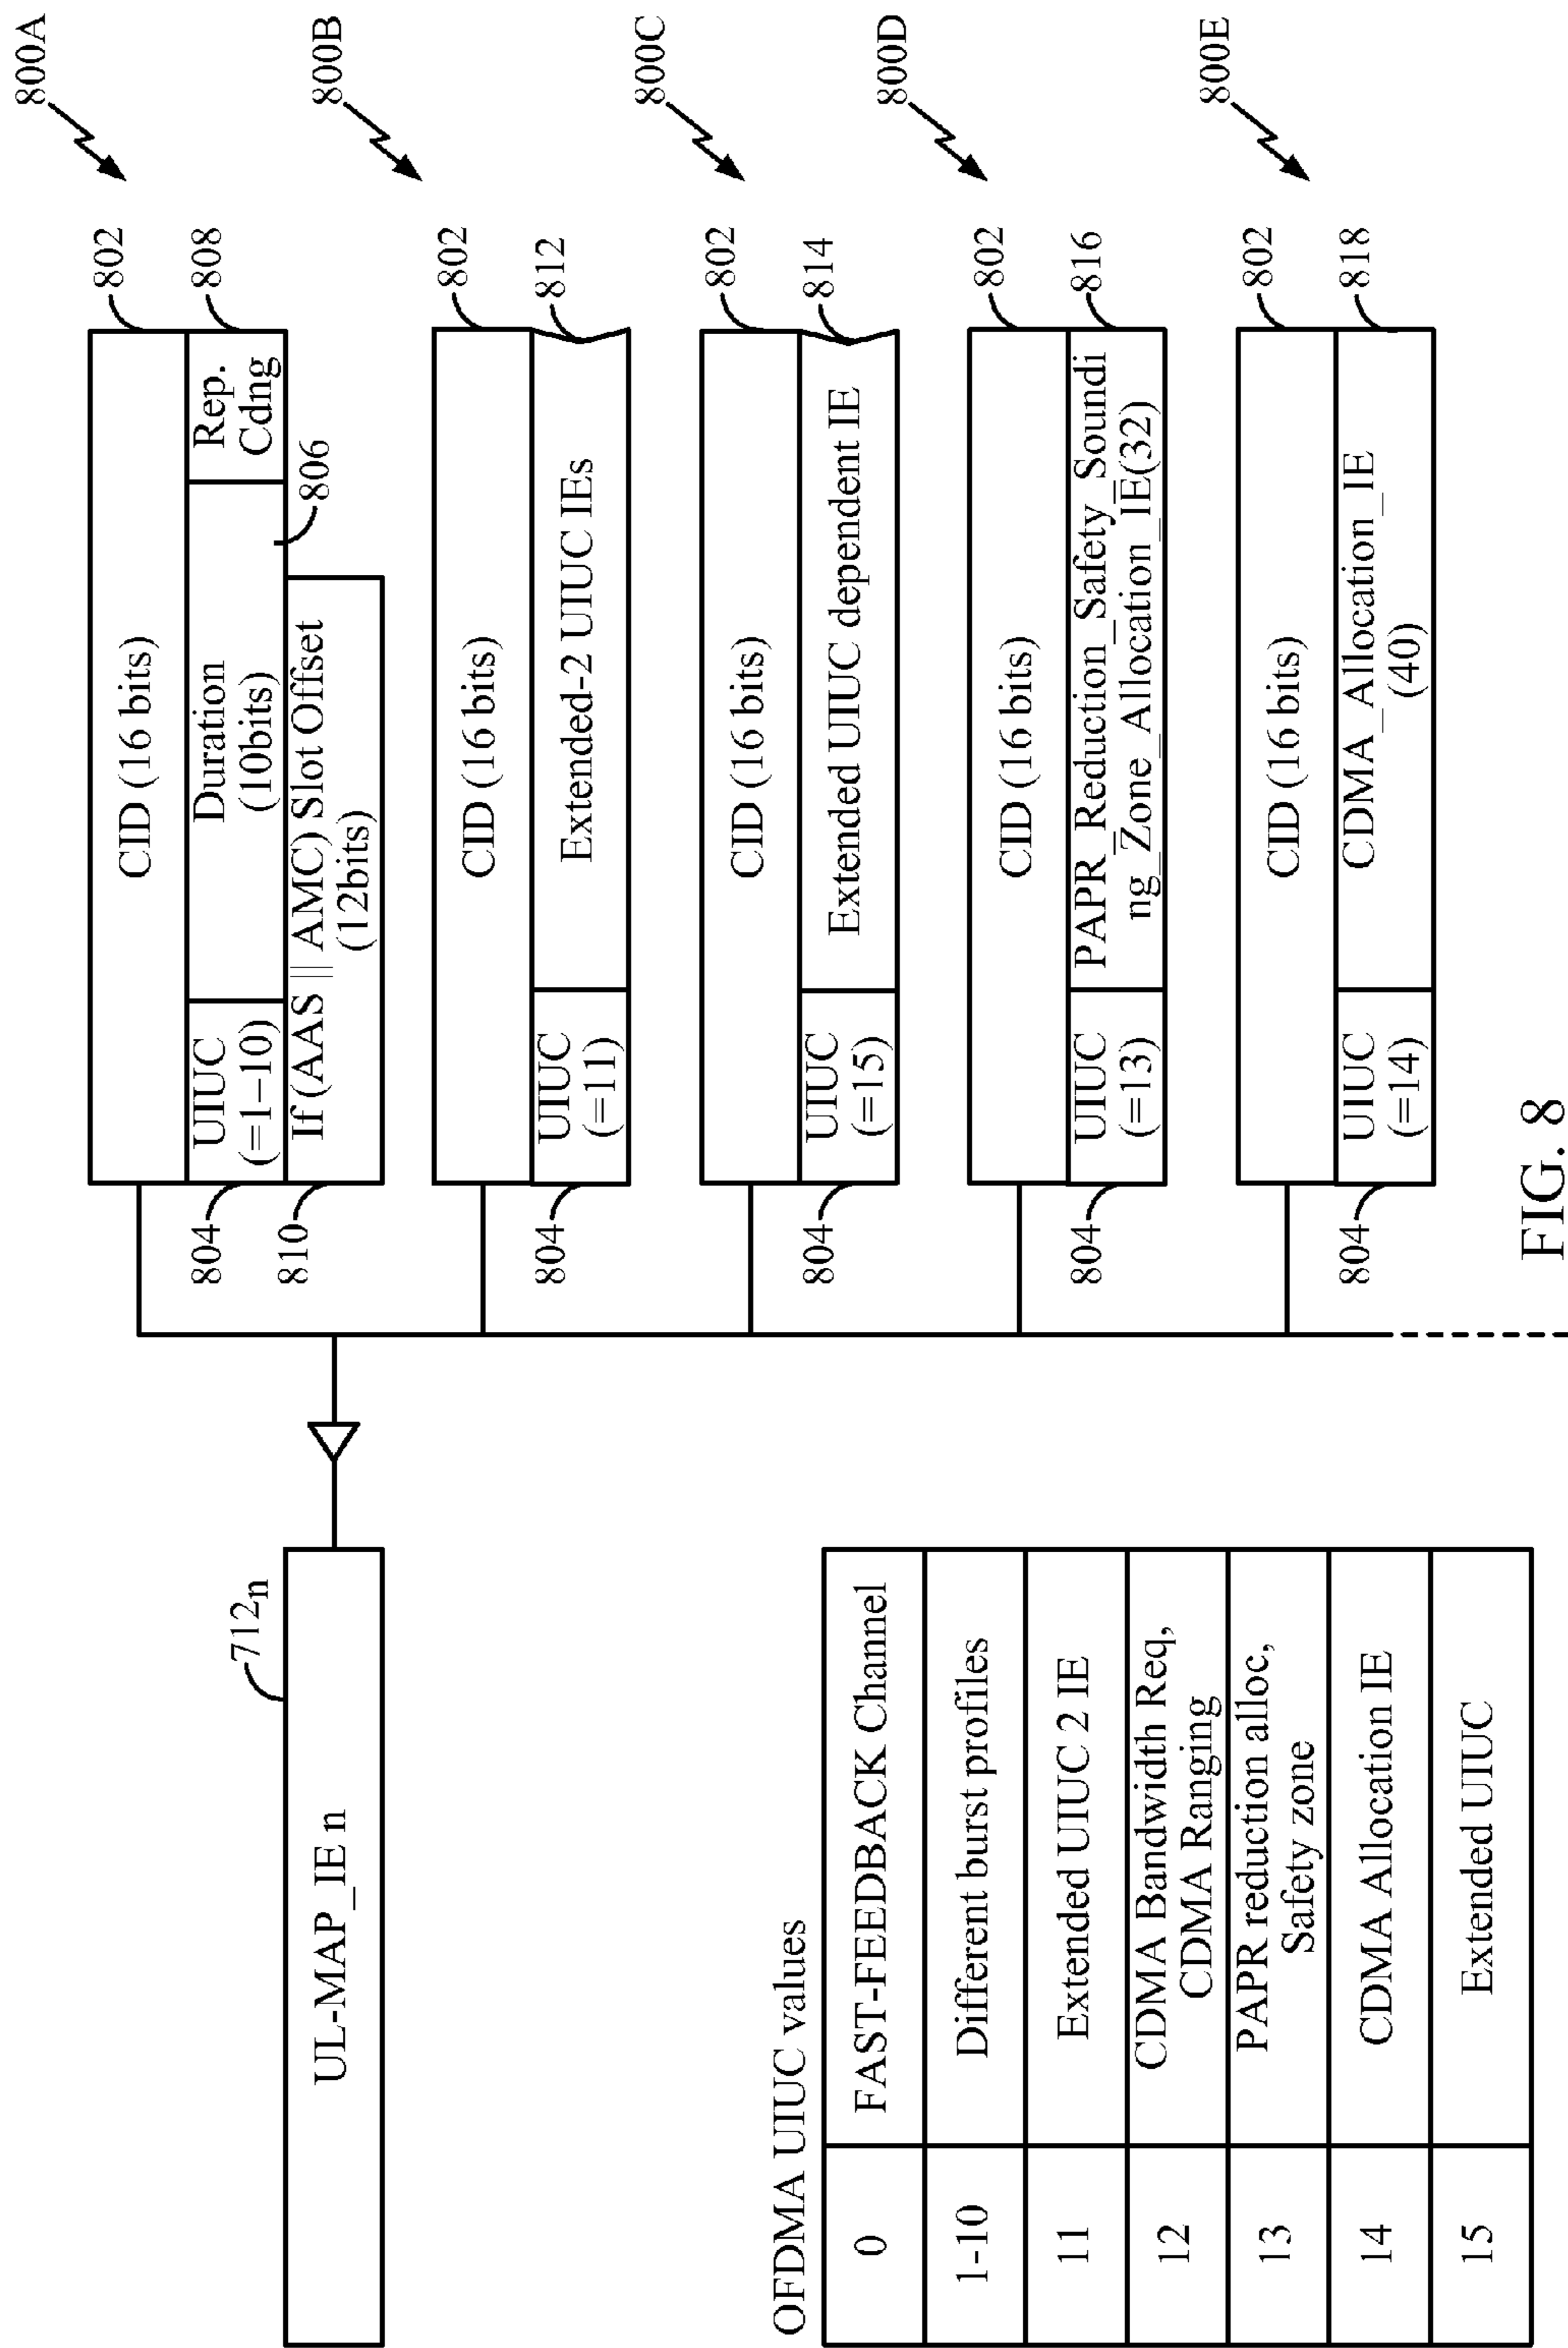 UL-MAP_IE n
712n
OFDMA UIUC values
0
FAST-FEEDBACK Channel
1-10
Different burst profiles
11
Extended UIUC 2 IE
12
CDMA Bandwidth Req,
CDMA Ranging
13
PAPR reduction alloc,
Safety zone
14
CDMA Allocation IE
15
Extended UIUC
800A
CID (16 bits)
802
804
UIUC
(=1–10)
Duration
(10bits)
Rep.
Cdng
808
806
810
If (AAS || AMC) Slot Offset
(12bits)
800B
CID (16 bits)
802
804
UIUC
(=11)
Extended-2 UIUC IEs
812
800C
CID (16 bits)
802
804
UIUC
(=15)
Extended UIUC dependent IE
814
800D
CID (16 bits)
802
804
UIUC
(=13)
PAPR_Reduction_Safety_Soundi
ng_Zone_Allocation_IE(32)
816
800E
CID (16 bits)
802
804
UIUC
(=14)
CDMA_Allocation_IE
(40)
818
FIG. 8